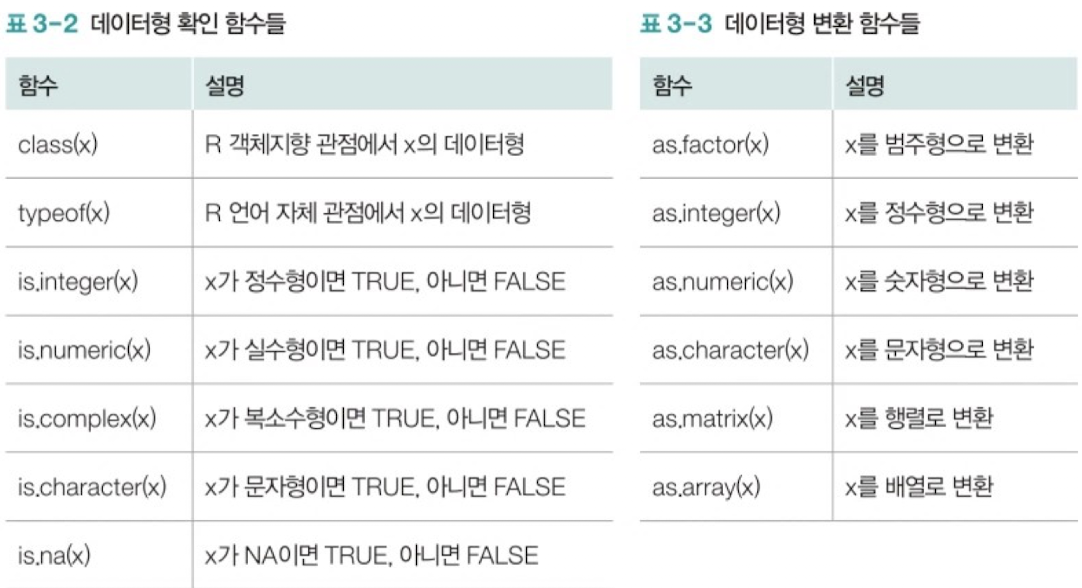 표 3-2 데이터형 확인 함수들
함수 설명
class(x) R 객체지향 관점에서 x의 데이터형
typeof(x) R 언어 자체 관점에서 x의 데이터형
is.integer(x) x가 정수형이면 TRUE, 아니면 FALSE
is.numeric(x) x가 실수형이면 TRUE, 아니면 FALSE
is.complex(x) x가 복소수형이면 TRUE, 아니면 FALSE
is.character(x) x가 문자형이면 TRUE, 아니면 FALSE
is.na(x) x가 NA이면 TRUE, 아니면 FALSE
표 3-3 데이터형 변환 함수들
함수 설명
as.factor(x) x를 범주형으로 변환
as.integer(x) x를 정수형으로 변환
as.numeric(x) x를 숫자형으로 변환
as.character(x) x를 문자형으로 변환
as.matrix(x) x를 행렬로 변환
as.array(x) x를 배열로 변환